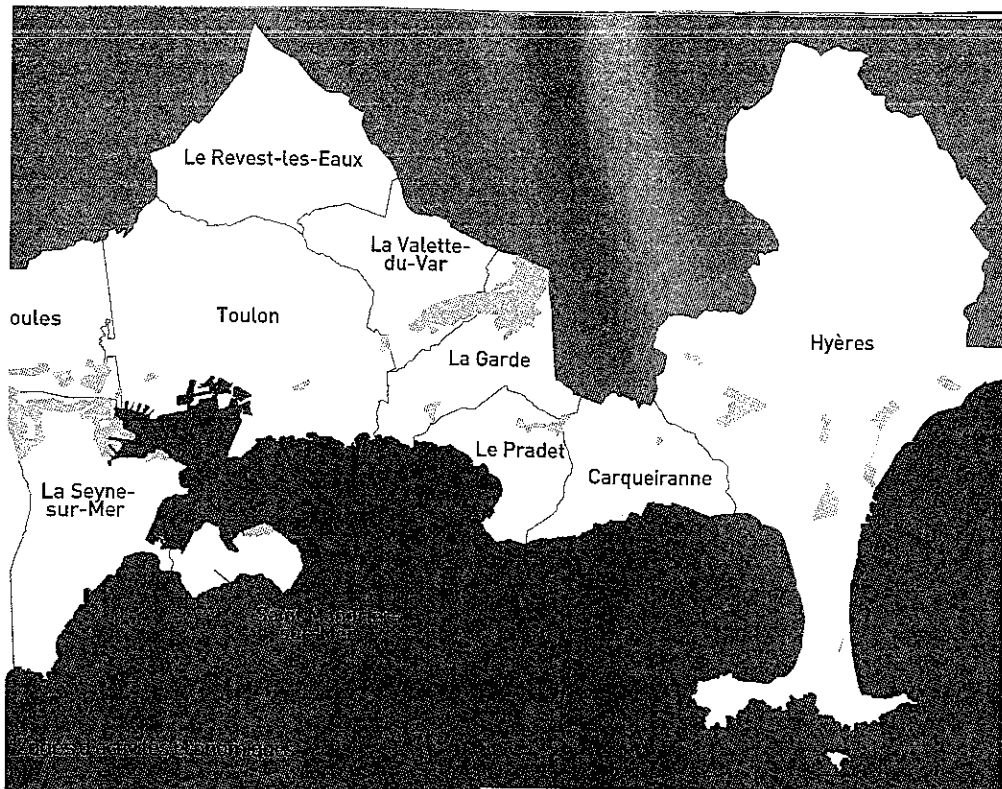 Le Revest-les-Eaux
La Valette-
du-Var
oules
Toulon
La Garde
Hyères
Le Pradet
Carqueiranne
La Seyne-
sur-Mer